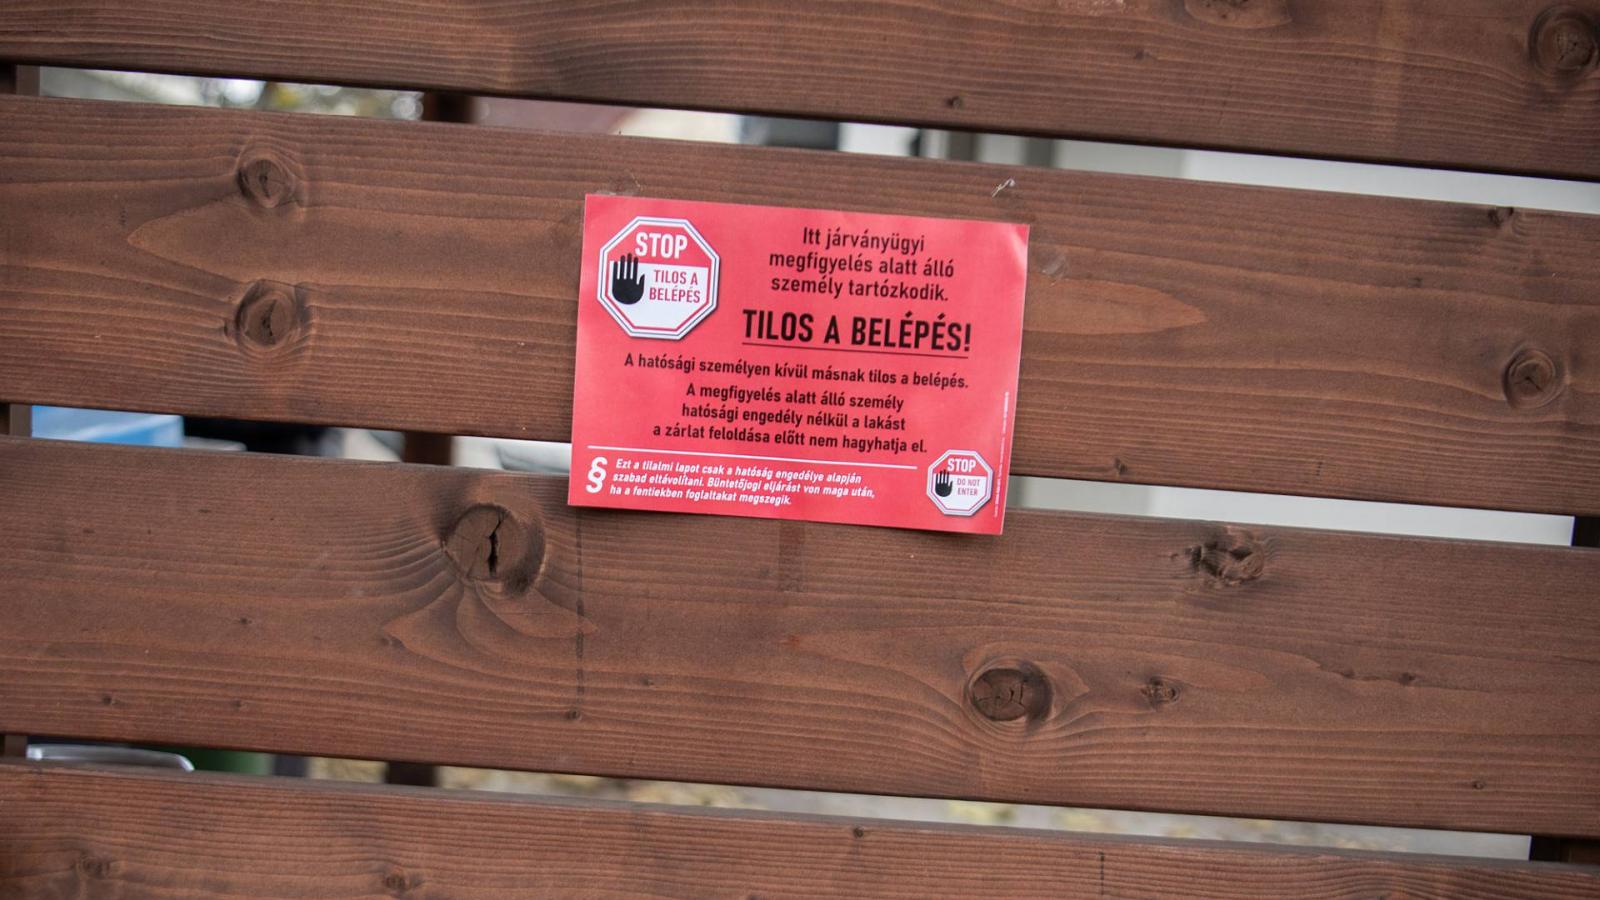 STOP
TILOS A
BELÉPÉS
Itt járványügyi
megfigyelés alatt álló
személy tartózkodik.
TILOS A BELÉPÉS!
A hatósági személyen kívül másnak tilos a belépés.
A megfigyelés alatt álló személy
hatósági engedély nélkül a lakást
a zárlat feloldása előtt nem hagyhatja el.
§ Ezt a tilalmi lapot csak a hatóság engedélye alapján
szabad eltávolítani. Büntetőjogi eljárást von maga után,
ha a fentiekben foglaltakat megszegik.
STOP
DO NOT
ENTER